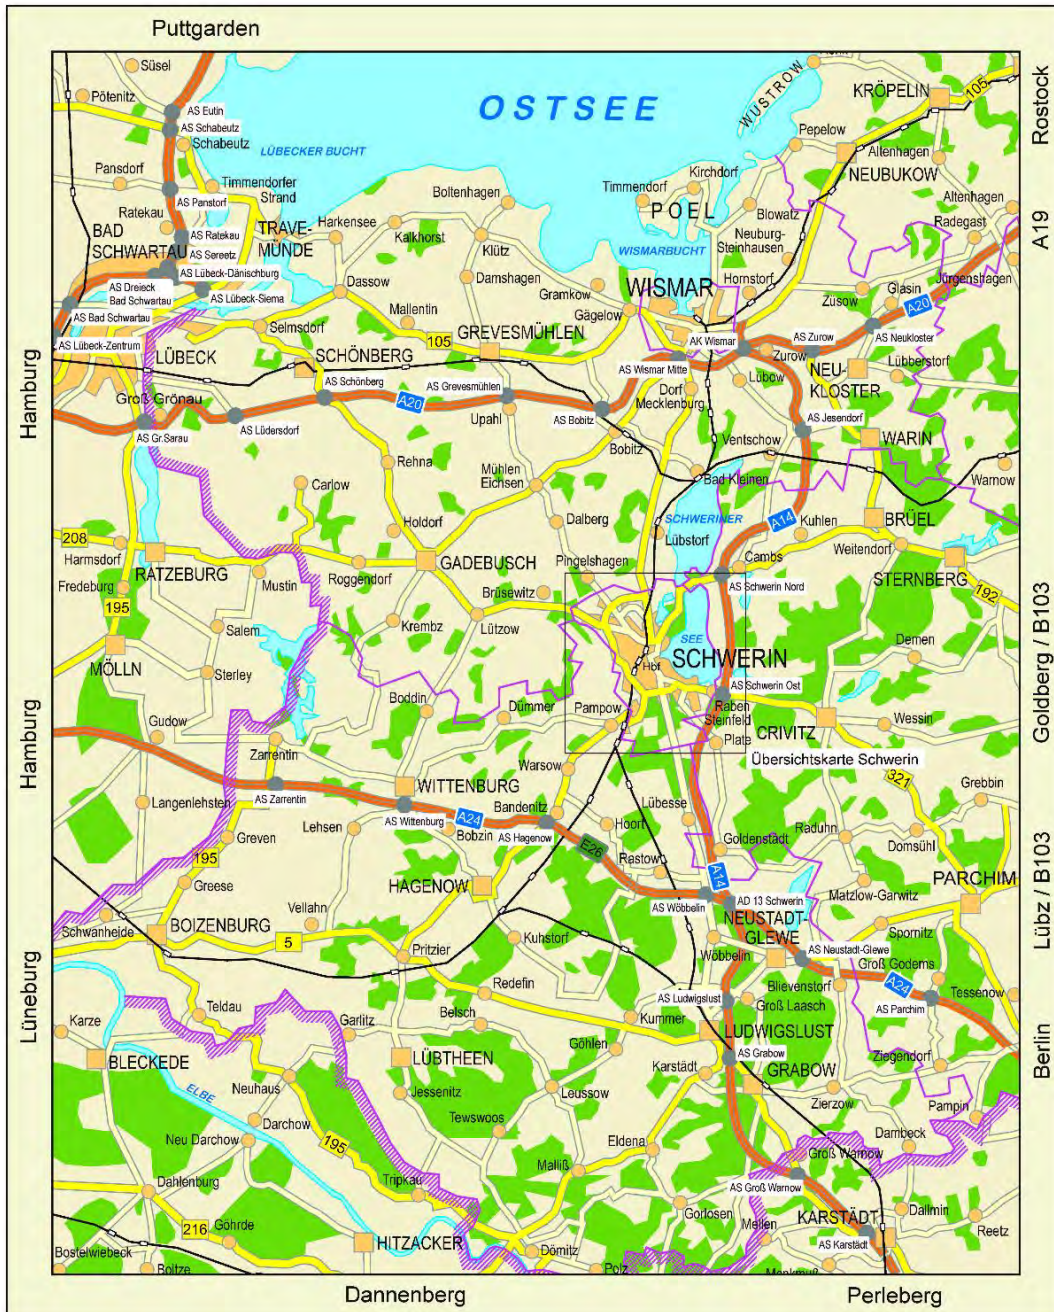 Puttgarden
Süsel
Pötenitz
AS Eutin
AS Schabeutz
Schabeutz
OSTSEE
WUSTROW
KRÖPELIN
105
Rostock
LÜBECKER BUCHT
Pepelow
Altenhagen
NEUBUKOW
Pansdorf
Timmendorfer
Strand
AS Panstorf
Boltenhagen
Timmendorf
Kirchdorf
POEL
Blowatz
Altenhagen
Radegast
A19
Ratekau
BAD
SCHWARTAU
AS Ratekau
AS Sereetz
TRAVE-
MÜNDE
Harkensee
Kalkhorst
Klütz
WISMARBUCHT
Neuburg-
Steinhausen
AS Lübeck-Dänischburg
AS Dreieck
Bad Schwartau
AS Lübeck-Siema
AS Bad Schwartau
Dassow
Damshagen
Gramkow
WISMAR
Hornstorf
Jürgenshagen
Zusow
Glasin
A20
Mallentin
Gägelow
Selmsdorf
105
GREVESMÜHLEN
AK Wismar
AS Zurow
AS Neukloster
AS Lübeck-Zentrum
LÜBECK
SCHÖNBERG
Zurow
Hamburg
AS Schönberg
AS Grevesmühlen
AS Wismar Mitte
Dorf
Mecklenburg
Lübow
NEU-
KLOSTER
Lübberstorf
Groß Grönau
A20
Upahl
AS Bobitz
AS Jesendorf
AS Gr.Sarau
AS Lüdersdorf
Bobitz
Ventschow
WARIN
Rehna
Mühlen
Eichsen
Bad Kleinen
Warnow
Carlow
SCHWERINER
A14
Kuhlen
BRÜEL
Holdorf
Dalberg
Lübstorf
208
Harmsdorf
Weitendorf
RATZEBURG
GADEBUSCH
Pingelshagen
Cambs
STERNBERG
Fredeburg
Mustin
Roggendorf
AS Schwerin Nord
192
195
Brüsewitz
Krembz
Lützow
Salem
SEE
Demen
MÖLLN
Hbf
SCHWERIN
Sterley
Goldberg / B103
Boddin
AS Schwerin Ost
Raben
Steinfeld
Gudow
Dümmer
Pampow
CRIVITZ
Wessin
Zarrentin
Plate
Hamburg
Übersichtskarte Schwerin
Warsow
321
WITTENBURG
Grebbin
Langenlehsten
AS Zarrentin
Bandenitz
Lübesse
AS Wittenburg
A24
Bobzin
AS Hagenow
Hoort
Raduhn
Greven
Lehsen
Goldenstädt
Domsühl
195
E26
Rastow
Greese
HAGENOW
A14
Matzlow-Garwitz
PARCHIM
AS Wöbbelin
AD 13 Schwerin
Lübz / B103
Vellahn
Schwanheide
BOIZENBURG
5
Kuhstorf
NEUSTADT-
GLEWE
Spornitz
Pritzier
Wöbbelin
AS Neustadt-Glewe
Groß Godems
Lüneburg
Redefin
Blievenstorf
A24
AS Ludwigslust
Groß Laasch
AS Parchim
Tessenow
Teldau
Karze
Garlitz
Belsch
Kummer
LUDWIGSLUST
BLECKEDE
LÜBTHEEN
Göhlen
AS Grabow
Ziegendorf
Berlin
Karstädt
GRABOW
ELBE
Neuhaus
Jessenitz
Leussow
Zierzow
Pampin
Darchow
Tewswoos
Neu Darchow
195
Eldena
Dambeck
Groß Warnow
Malliß
Dahlenburg
Tripkau
AS Groß Warnow
Gorlosen
Dallmin
216
Göhrde
HITZACKER
Mellen
KARSTÄDT
Reetz
Bostelwiebeck
Dömitz
AS Karstädt
Boltze
Polz
Dannenberg
Perleberg